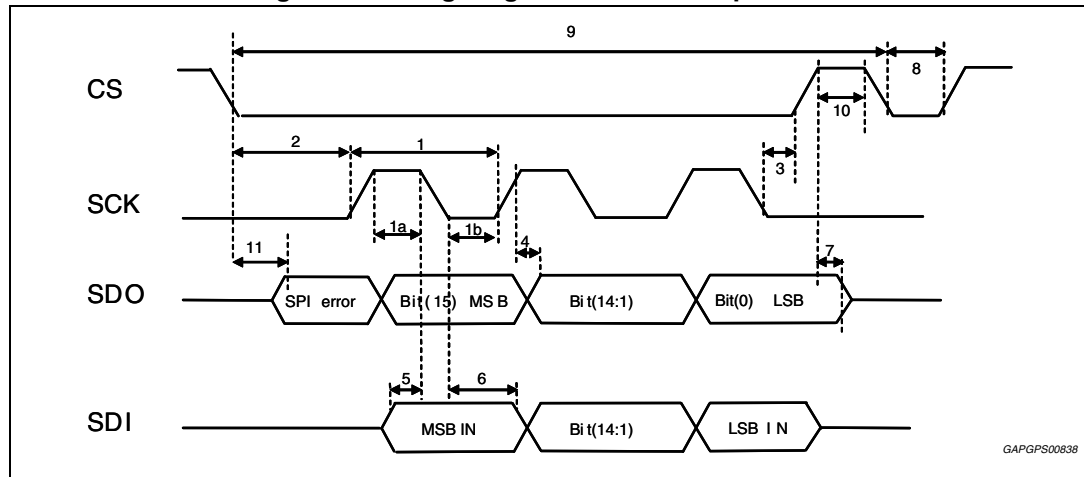 9
8
CS
10
2
1
3
SCK
1a
1b
4
11
7
SDO
SPI error
Bit(15) MSB
Bit(14:1)
Bit(0) LSB
5
6
SDI
MSB IN
Bit(14:1)
LSB IN
GAPGPS00838